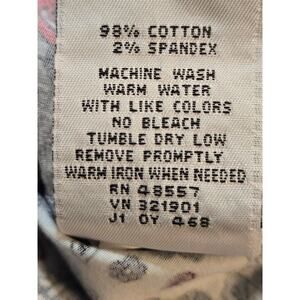 98% COTTON
2% SPANDEX
MACHINE WASH
WARM WATER
WITH LIKE COLORS
NO BLEACH
TUMBLE DRY LOW
REMOVE PROMPTLY
WARM IRON WHEN NEEDED
RN 48557
VN 321901
J1 0Y 468